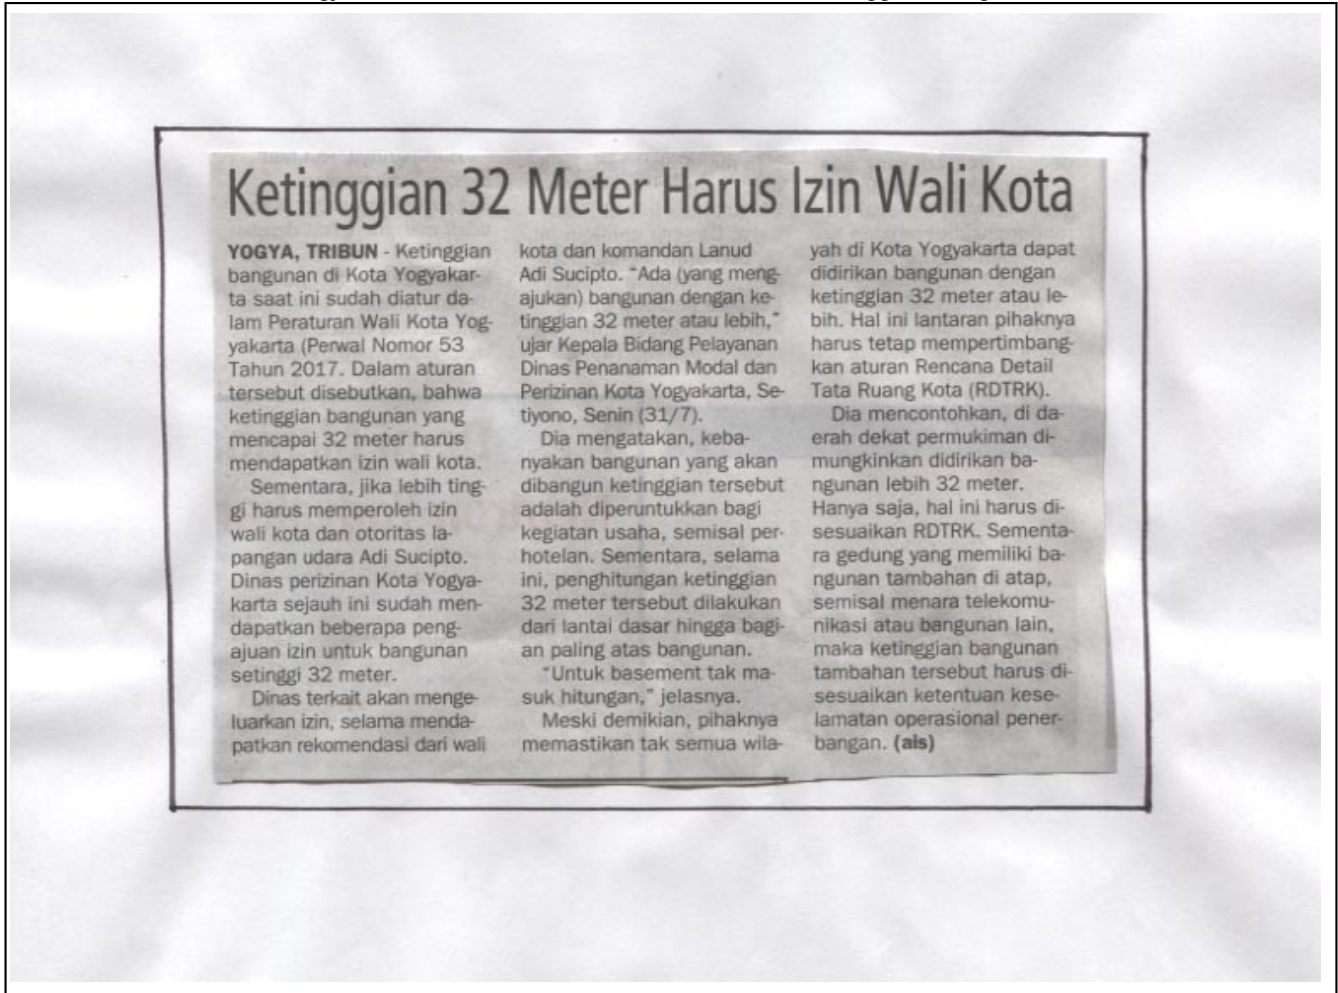 Ketinggian 32 Meter Harus Izin Wali Kota
YOGYA, TRIBUN - Ketinggian
bangunan di Kota Yogyakar-
ta saat ini sudah diatur da-
lam Peraturan Wali Kota Yog-
yakarta (Perwal Nomor 53
Tahun 2017. Dalam aturan
tersebut disebutkan, bahwa
ketinggian bangunan yang
mencapai 32 meter harus
mendapatkan izin wali kota.
Sementara, jika lebih ting-
gi harus memperoleh izin
wali kota dan otoritas la-
pangan udara Adi Sucipto.
Dinas perizinan Kota Yogya-
karta sejauh ini sudah men-
dapatkan beberapa peng-
ajuan izin untuk bangunan
setinggi 32 meter.
Dinas terkait akan menge-
luarkan izin, selama menda-
patkan rekomendasi dari wali
kota dan komandan Lanud
Adi Sucipto. "Ada (yang meng-
ajukan) bangunan dengan ke-
tinggian 32 meter atau lebih,"
ujar Kepala Bidang Pelayanan
Dinas Penanaman Modal dan
Perizinan Kota Yogyakarta, Se-
tiyono, Senin (31/7).
Dia mengatakan, keba-
nyakan bangunan yang akan
dibangun ketinggian tersebut
adalah diperuntukkan bagi
kegiatan usaha, semisal per-
hotelan. Sementara, selama
ini, penghitungan ketinggian
32 meter tersebut dilakukan
dari lantai dasar hingga bagi-
an paling atas bangunan.
"Untuk basement tak ma-
suk hitungan," jelasnya.
Meski demikian, pihaknya
memastikan tak semua wila-
yah di Kota Yogyakarta dapat
didirikan bangunan dengan
ketinggian 32 meter atau le-
bih. Hal ini lantaran pihaknya
harus tetap mempertimbang-
kan aturan Rencana Detail
Tata Ruang Kota (RDTRK).
Dia mencontohkan, di da-
erah dekat permukiman di-
mungkinkan didirikan ba-
ngunan lebih 32 meter.
Hanya saja, hal ini harus di-
sesuaikan RDTRK. Sementa-
ra gedung yang memiliki ba-
ngunan tambahan di atap,
semisal menara telekomu-
nikasi atau bangunan lain,
maka ketinggian bangunan
tambahan tersebut harus di-
sesuaikan ketentuan kese-
lamatan operasional pener-
bangan. (ais)